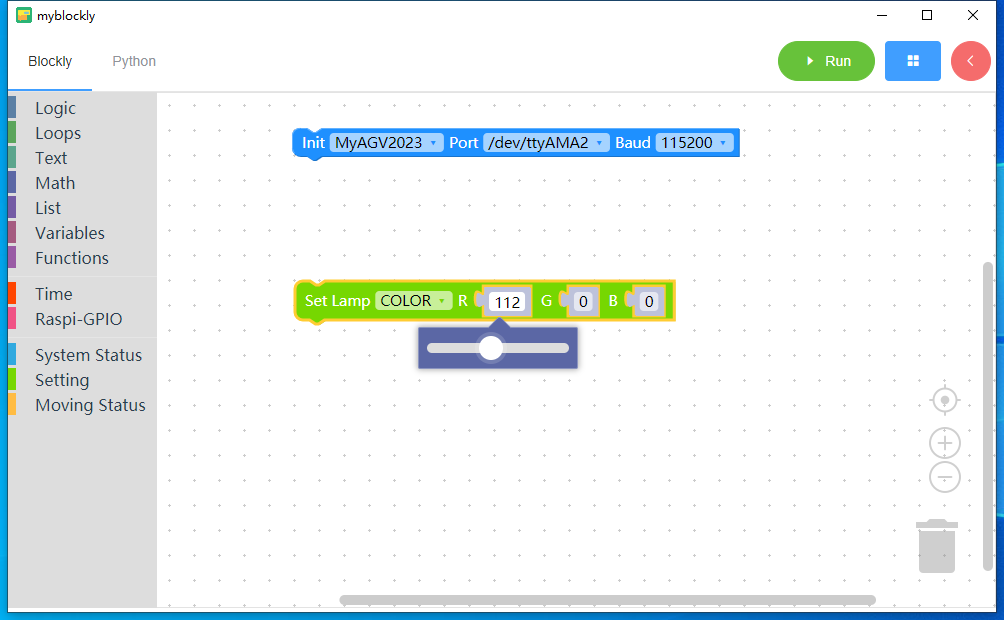 myblockly
Blockly Python Run
Logic
Loops
Text
Math
List
Variables
Functions
Time
Raspi-GPIO
System Status
Setting
Moving Status
Init MyAGV2023 Port /dev/ttyAMA2 Baud 115200
Set Lamp COLOR R 112 G 0 B 0